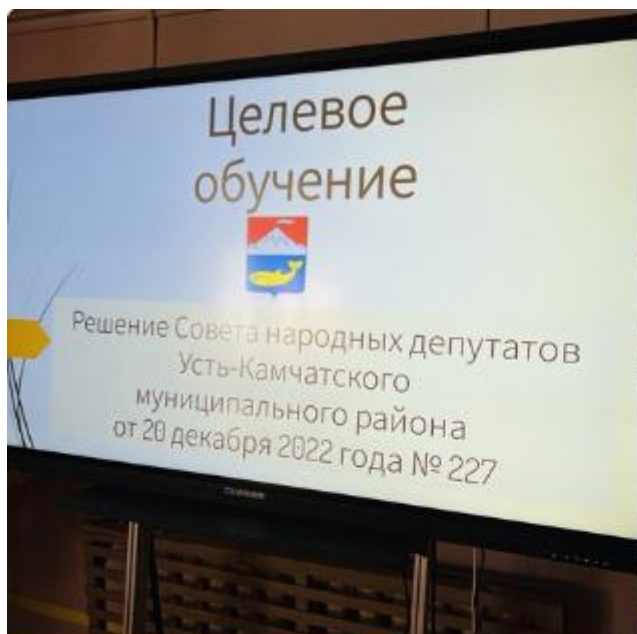 Целевое
обучение
Решение Совета народных депутатов
Усть-Камчатского
муниципального района
от 20 декабря 2022 года № 227